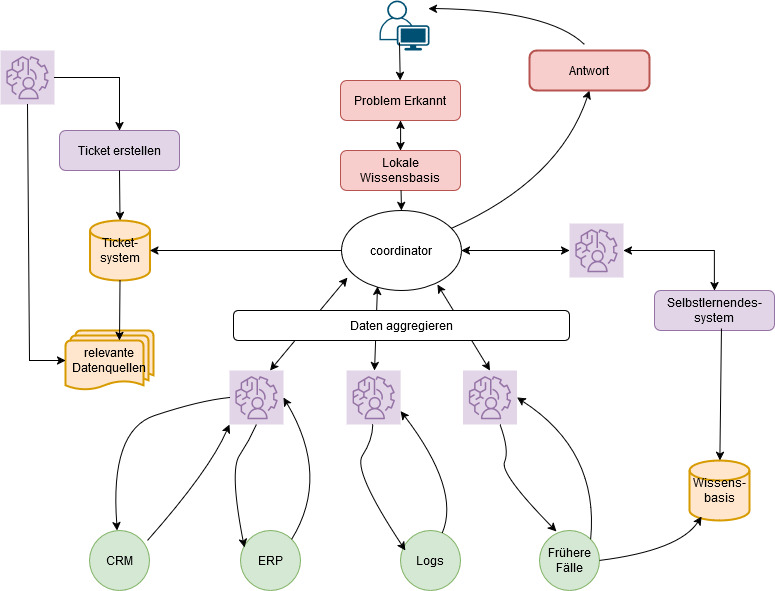 Antwort
Problem Erkannt
Ticket erstellen
Lokale
Wissensbasis
Ticket-
system
coordinator
Selbstlernendes-
system
Daten aggregieren
relevante
Datenquellen
Wissens-
basis
CRM
ERP
Logs
Frühere
Fälle